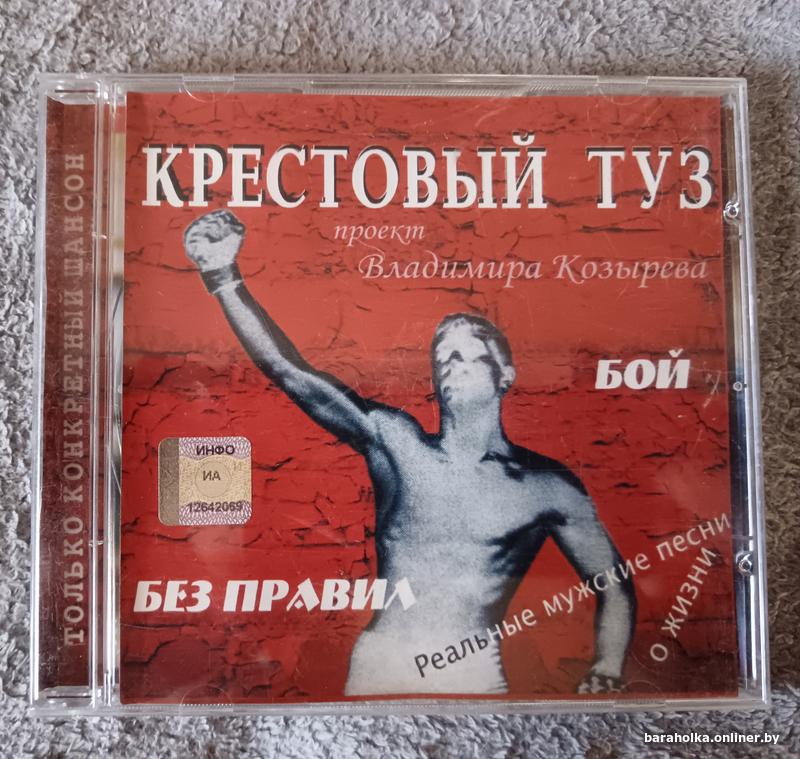 ТОЛЬКО КОНКРЕТНЫЙ ШАНСОН
КРЕСТОВЫЙ ТУЗ
проект
Владимира Козырева
БОЙ
ИНФО
ИА
12642069
БЕЗ ПРАВИЛ
Реальные мужские песни
о жизни
baraholka.onliner.by